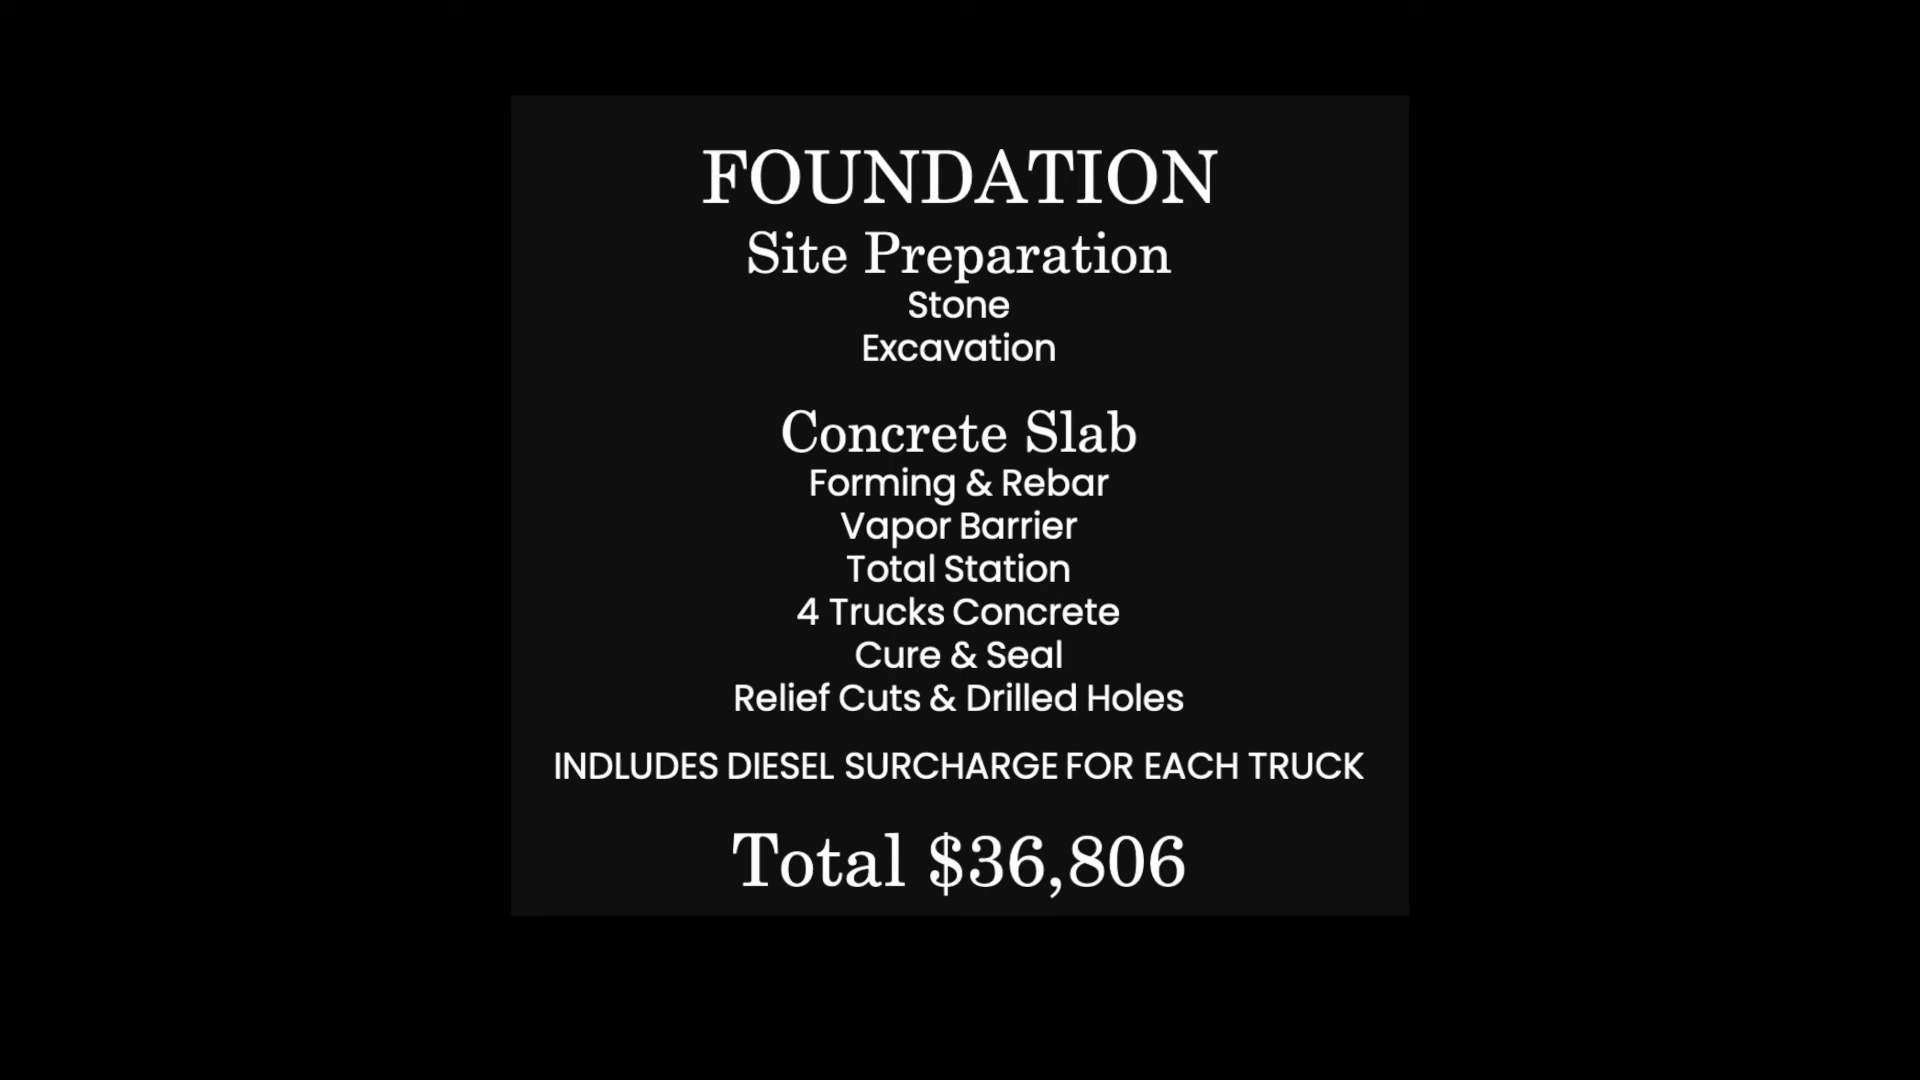 FOUNDATION
Site Preparation
Stone
Excavation
Concrete Slab
Forming & Rebar
Vapor Barrier
Total Station
4 Trucks Concrete
Cure & Seal
Relief Cuts & Drilled Holes
INDLUDES DIESEL SURCHARGE FOR EACH TRUCK
Total $36,806